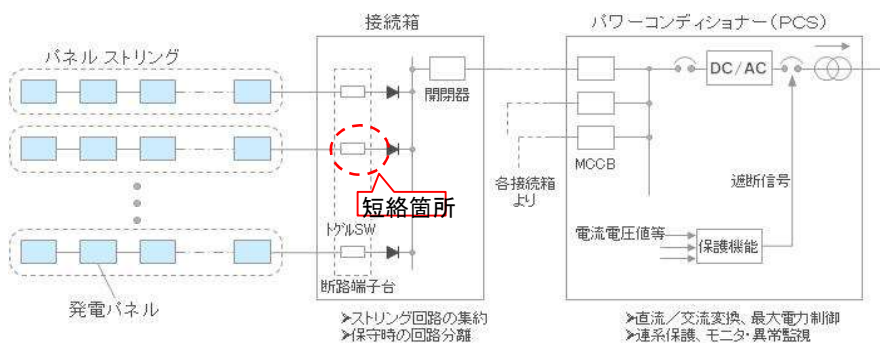 接続箱
パワーコンディショナー(PCS)
パネル ストリング
開閉器
DC/AC
MCCB
各接続箱
より
遮断信号
短絡箇所
トグルSW
電流電圧値等
保護機能
断路端子台
発電パネル
➤ストリング回路の集約
➤保守時の回路分離
➤直流/交流変換、最大電力制御
➤連系保護、モニタ・異常監視